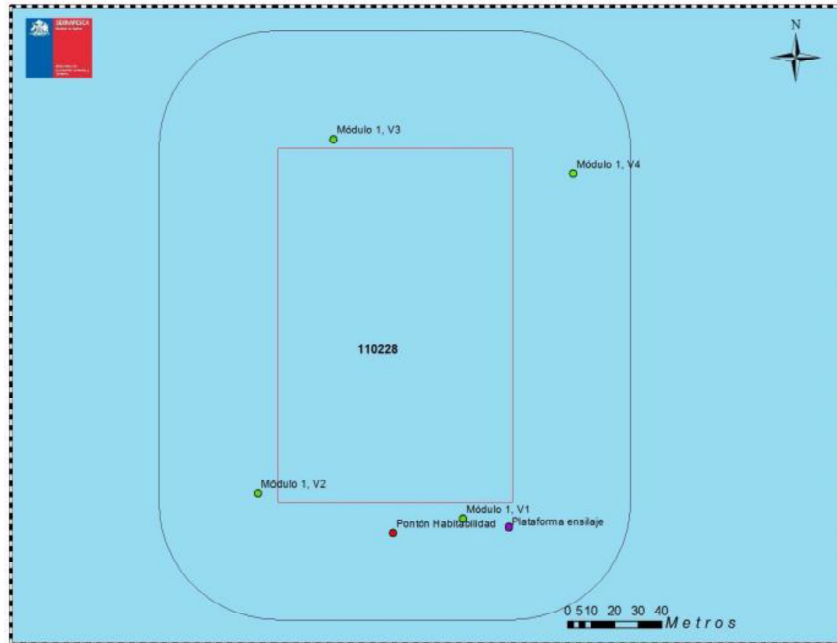 SERNAPESCA
N
Módulo 1, V3
Módulo 1, V4
110228
Módulo 1, V2
Módulo 1, V1
Pontón Habitabilidad
Plataforma ensilaje
0 5 10 20 30 40
Metros